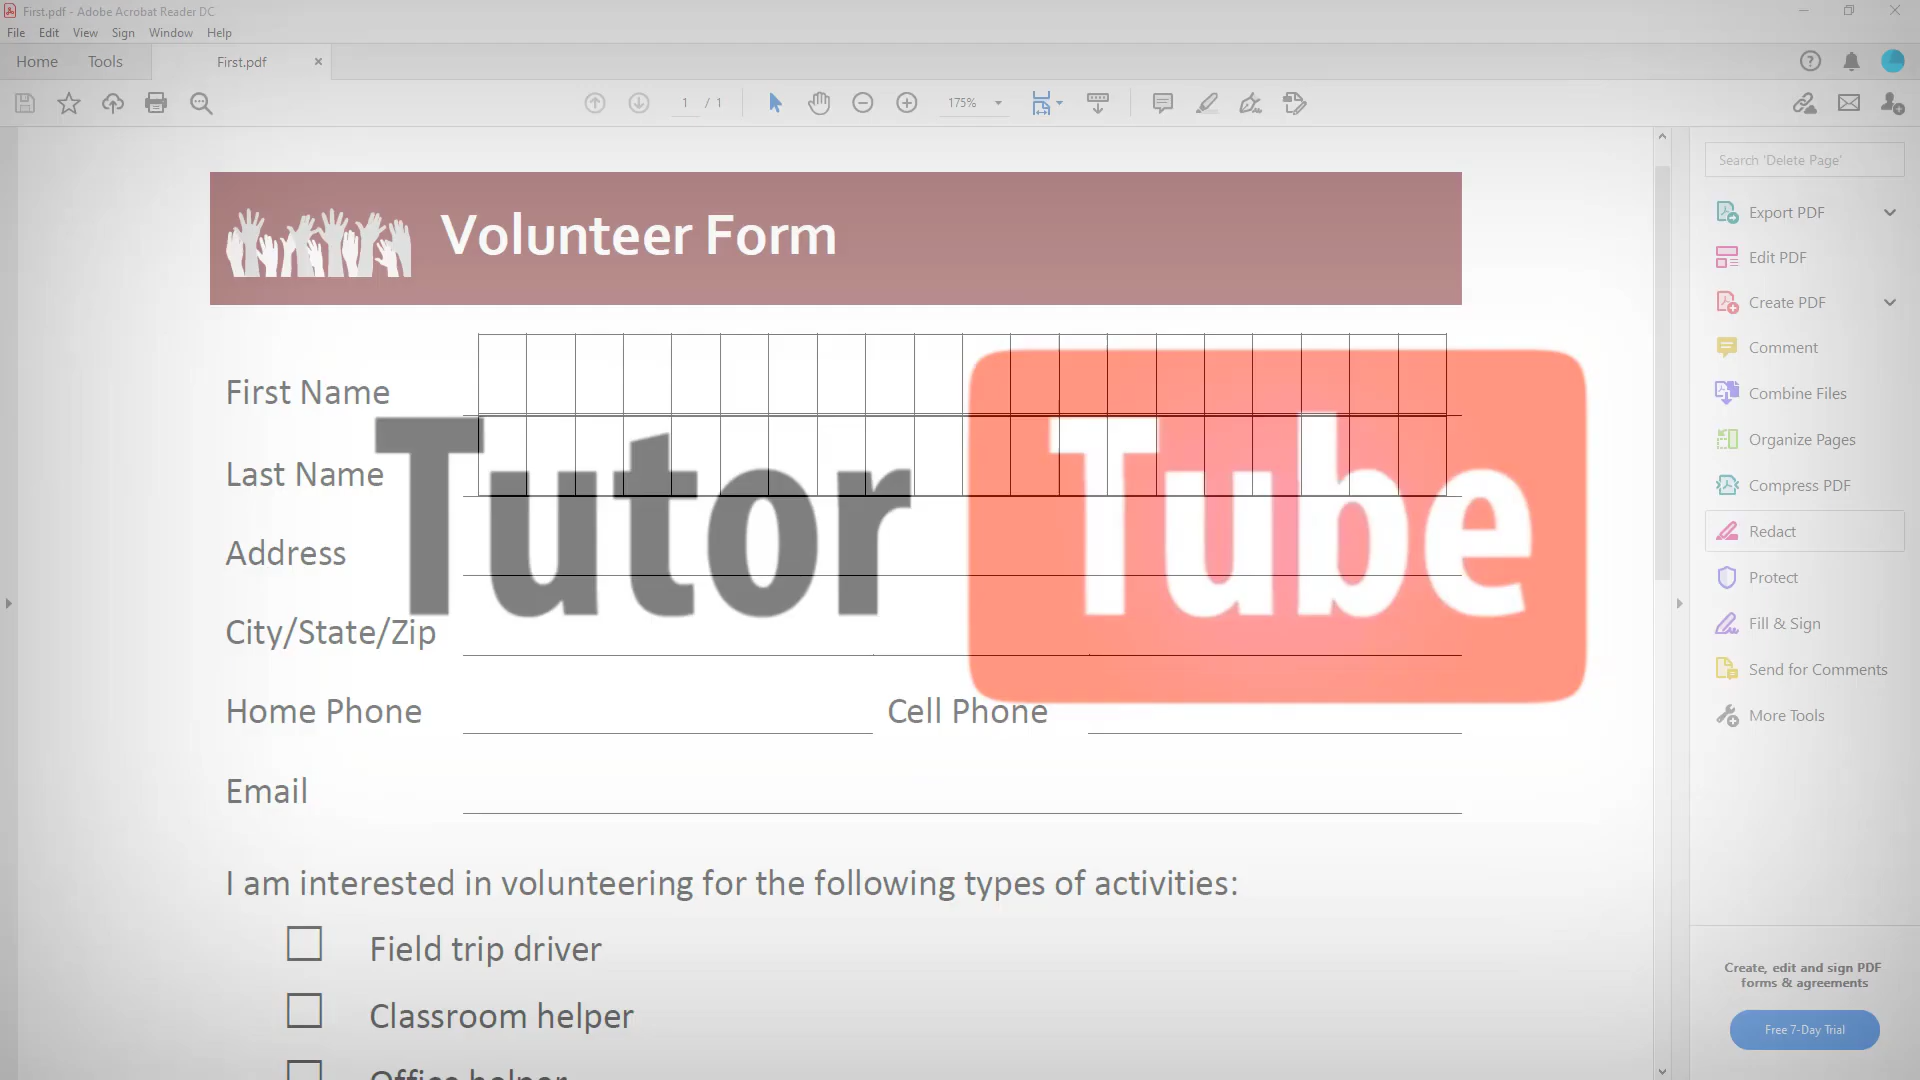 First.pdf - Adobe Acrobat Reader DC
File Edit View Sign Window Help
Home Tools First.pdf ×
1 / 1 175%
Search 'Delete Page'
Export PDF
Edit PDF
Create PDF
Comment
Combine Files
Organize Pages
Compress PDF
Redact
Protect
Fill & Sign
Send for Comments
More Tools
Create, edit and sign PDF
forms & agreements
Free 7-Day Trial
Volunteer Form
First Name
Last Name
Address
City/State/Zip
Home Phone Cell Phone
Email
I am interested in volunteering for the following types of activities:
Field trip driver
Classroom helper
Office helper
Tutor Tube